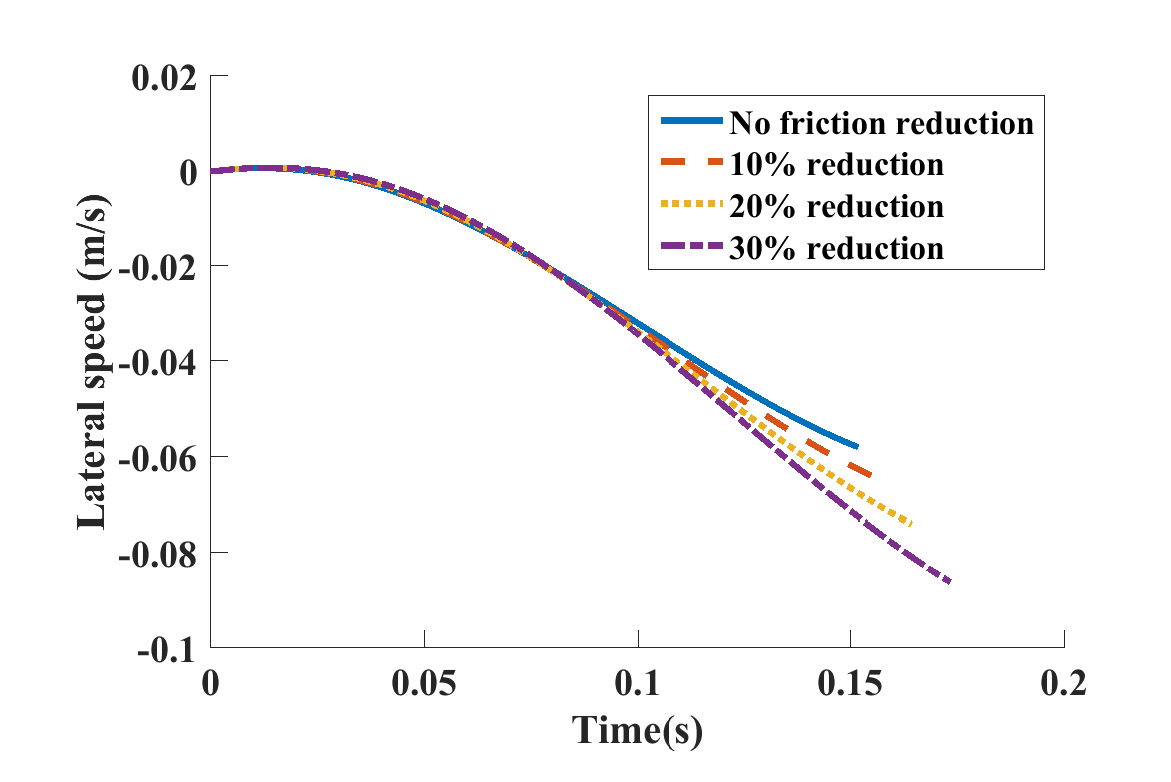 0.02
0
-0.02
-0.04
-0.06
-0.08
-0.1
Lateral speed (m/s)
No friction reduction
10% reduction
20% reduction
30% reduction
0 0.05 0.1 0.15 0.2
Time(s)